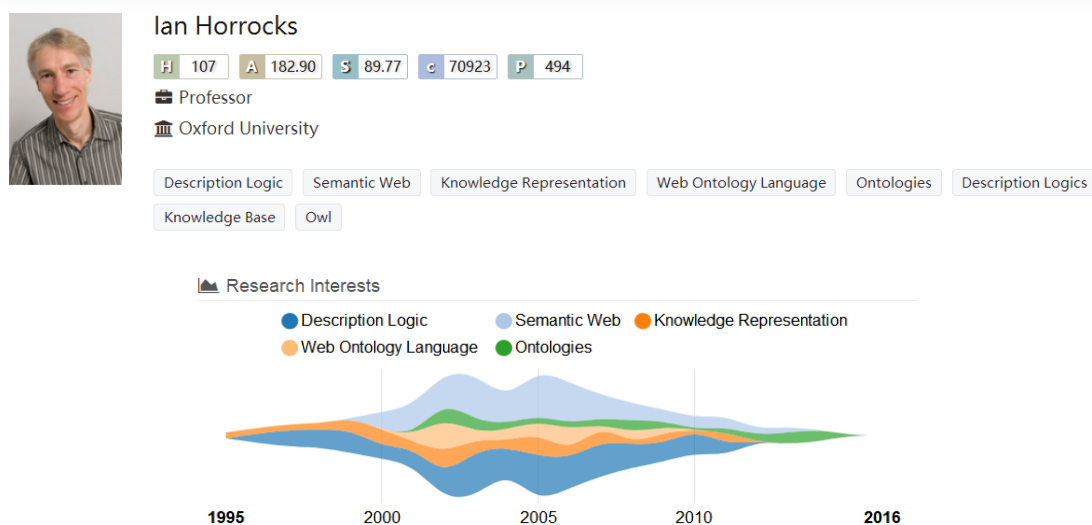 Ian Horrocks
H 107 A 182.90 S 89.77 c 70923 P 494
Professor
Oxford University
Description Logic Semantic Web Knowledge Representation Web Ontology Language Ontologies Description Logics
Knowledge Base Owl
Research Interests
Description Logic Semantic Web Knowledge Representation
Web Ontology Language Ontologies
1995 2000 2005 2010 2016